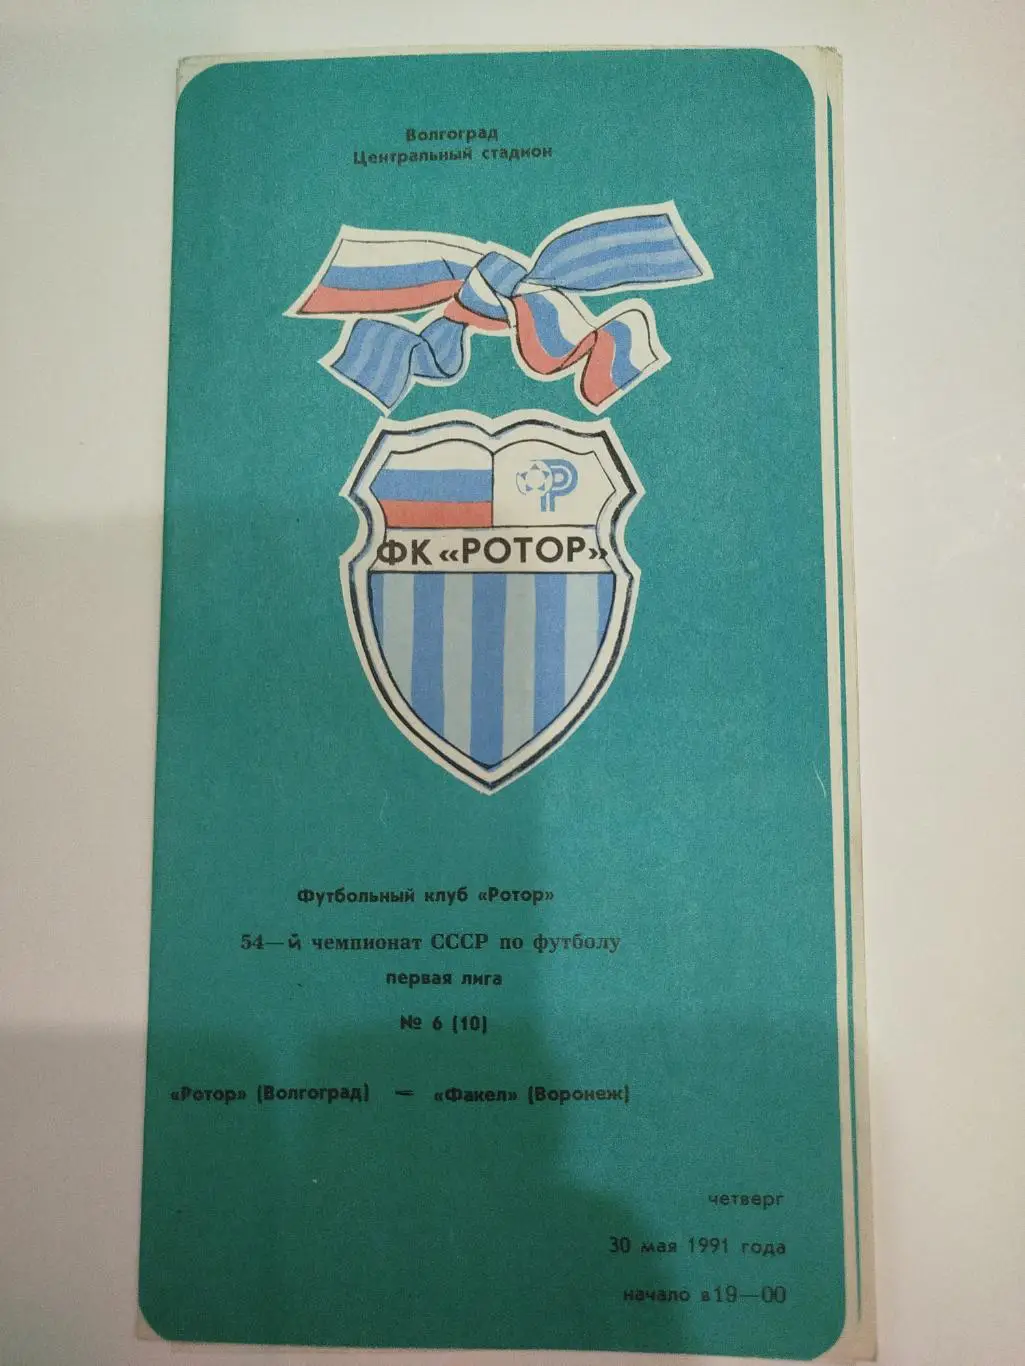 Волгоград
Центральный стадион
Р
ФК «РОТОР»
Футбольный клуб «Ротор»
54—й чемпионат СССР по футболу
первая лига
№ 6 (10)
«Ротор» (Волгоград) — «Факел» (Воронеж)
четверг
30 мая 1991 года
начало в 19—00